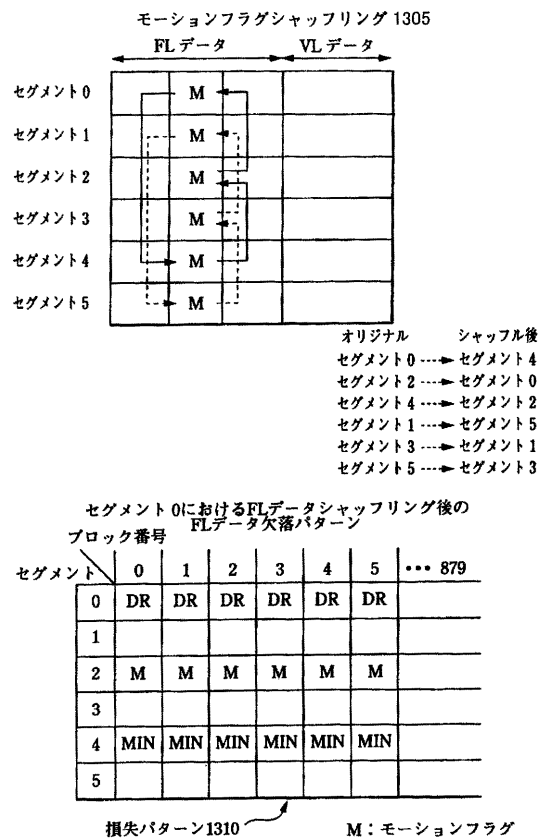 モーションフラグシャッフリング 1305
FL データ VL データ
セグメント0 M
セグメント1 M
セグメント2 M
セグメント3 M
セグメント4 M
セグメント5 M
オリジナル シャッフル後
セグメント0 セグメント4
セグメント2 セグメント0
セグメント4 セグメント2
セグメント1 セグメント5
セグメント3 セグメント1
セグメント5 セグメント3
セグメント 0におけるFLデータシャッフリング後の
FLデータ欠落パターン
ブロック番号
セグメント 0 1 2 3 4 5 ••• 879
0 DR DR DR DR DR DR
1
2 M M M M M M
3
4 MIN MIN MIN MIN MIN MIN
5
損失パターン1310 M：モーションフラグ